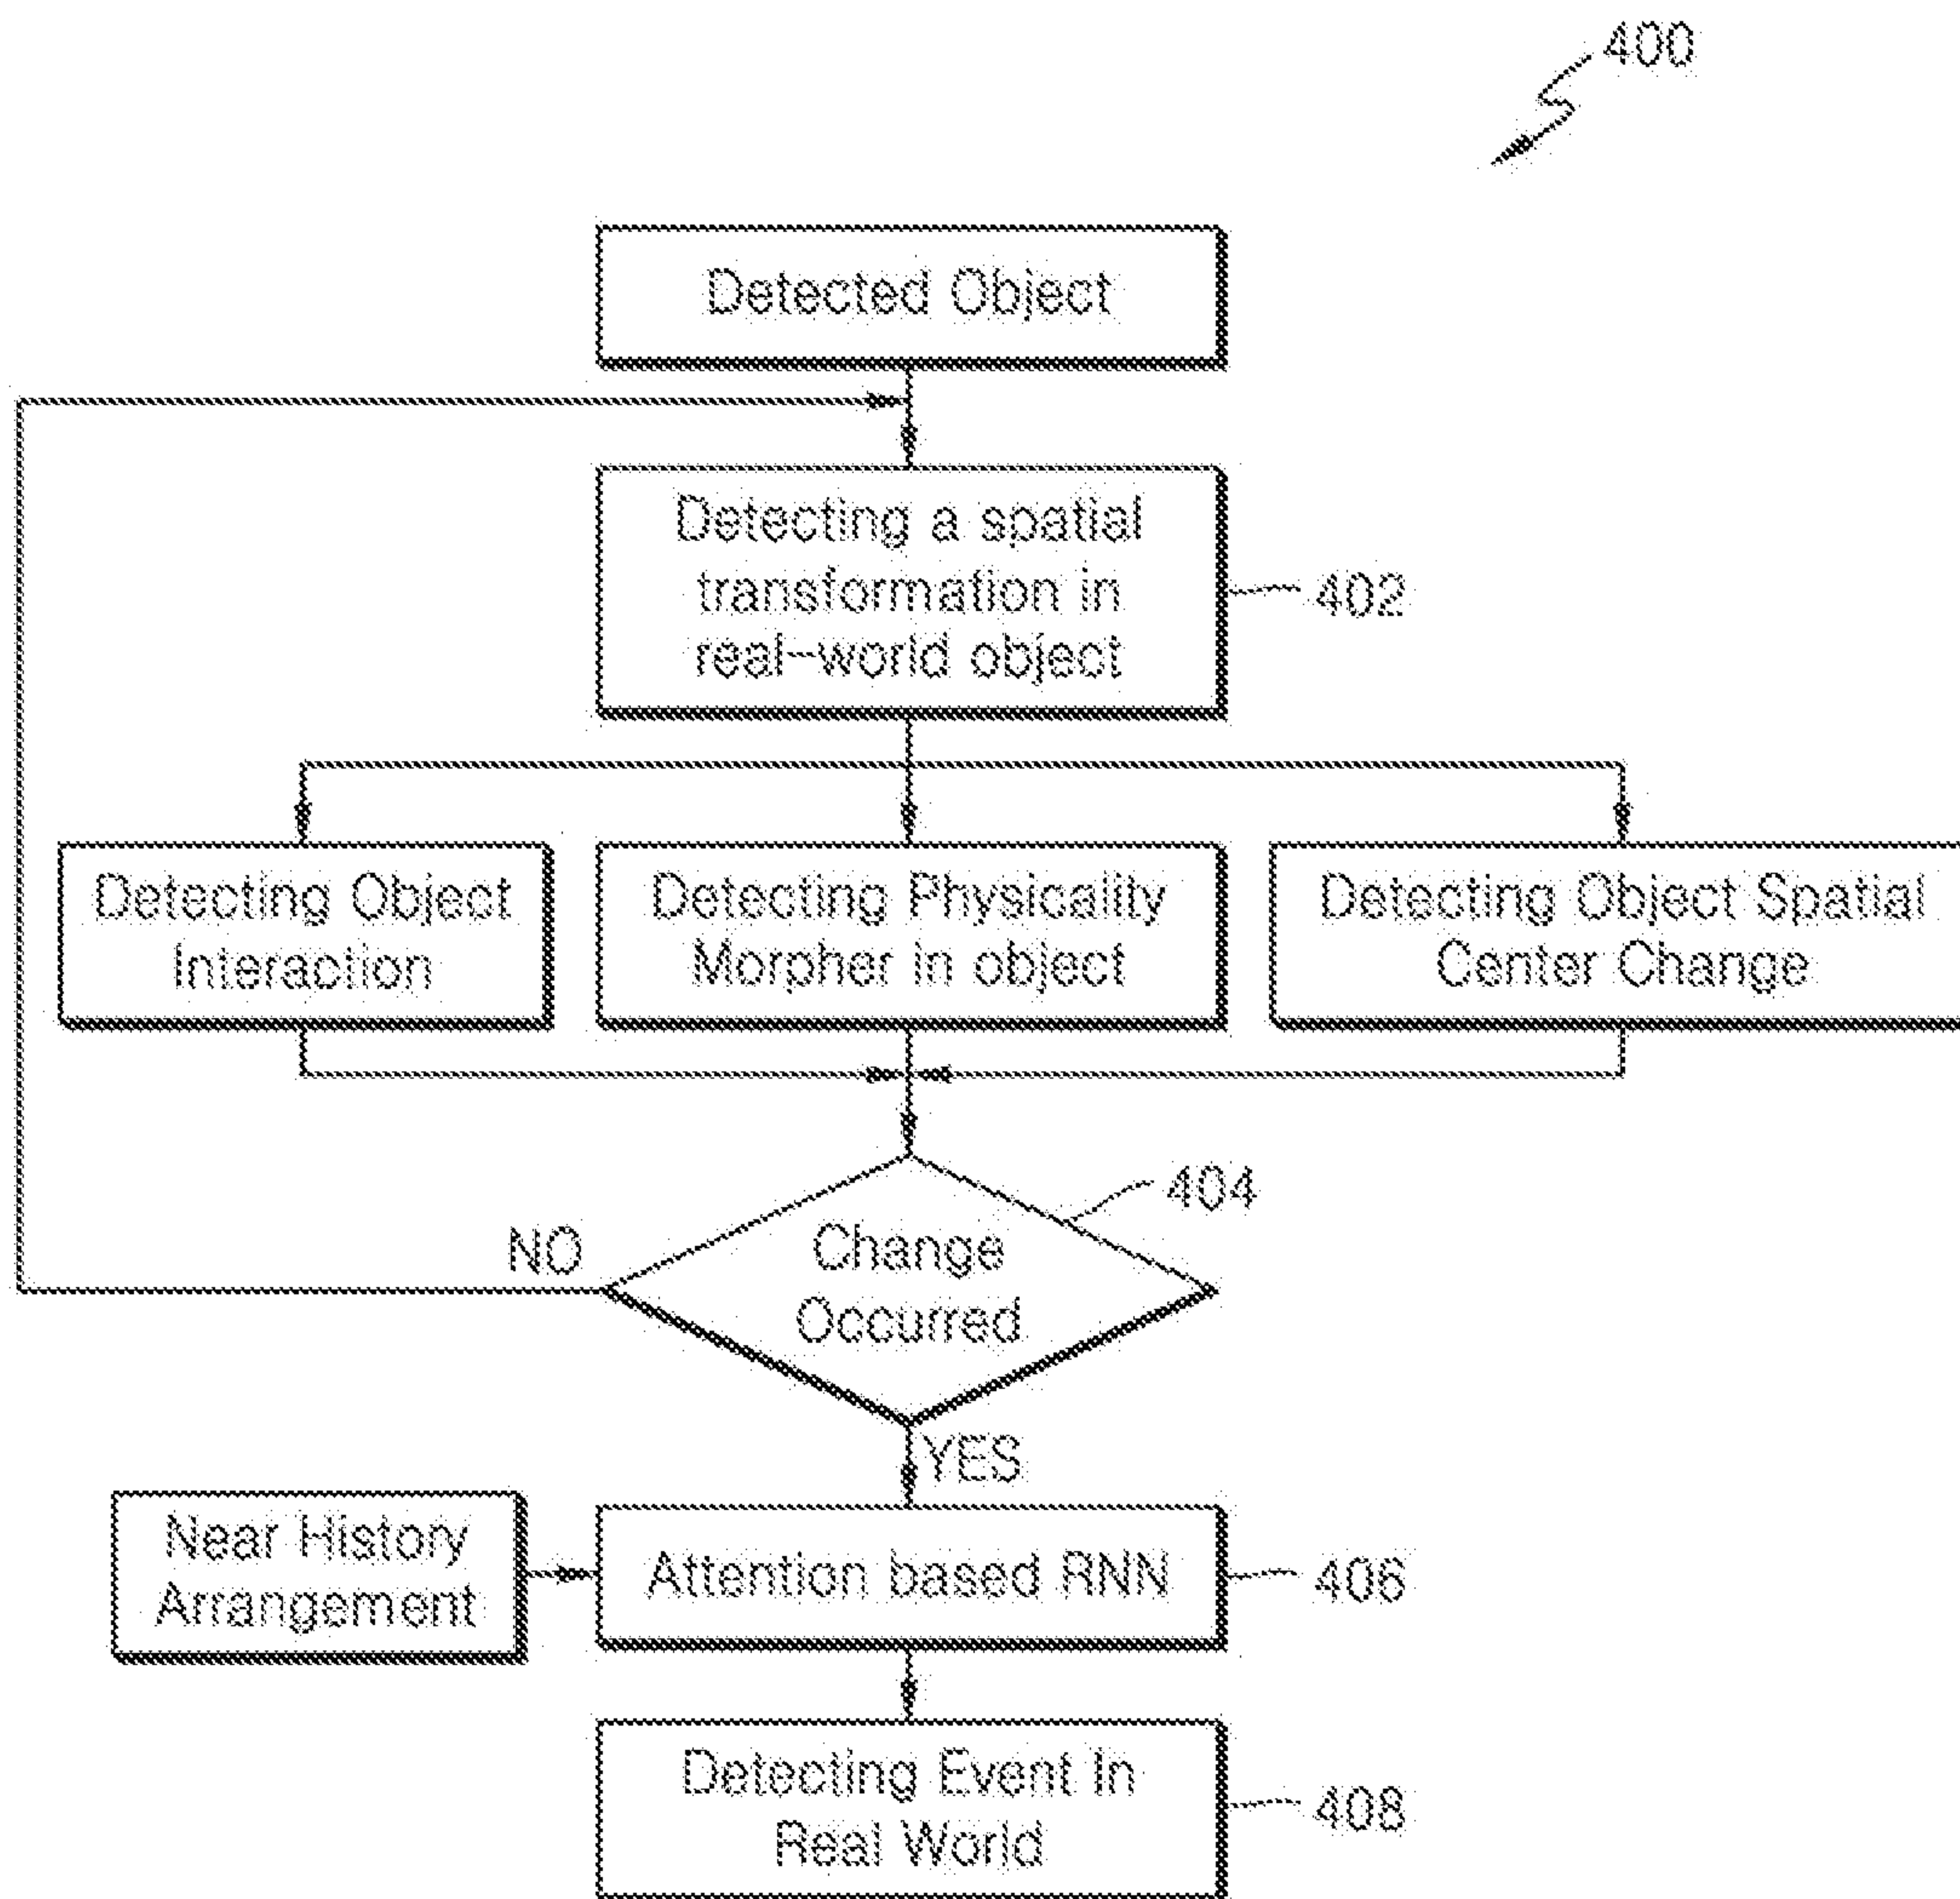 400
Detected Object
Detecting a spatial
transformation in
real-world object
402
Detecting Object
Interaction
Detecting Physicality
Morpher in object
Detecting Object Spatial
Center Change
404
NO
Change
Occurred
YES
Near History
Arrangement
Attention based RNN
406
Detecting Event In
Real World
408